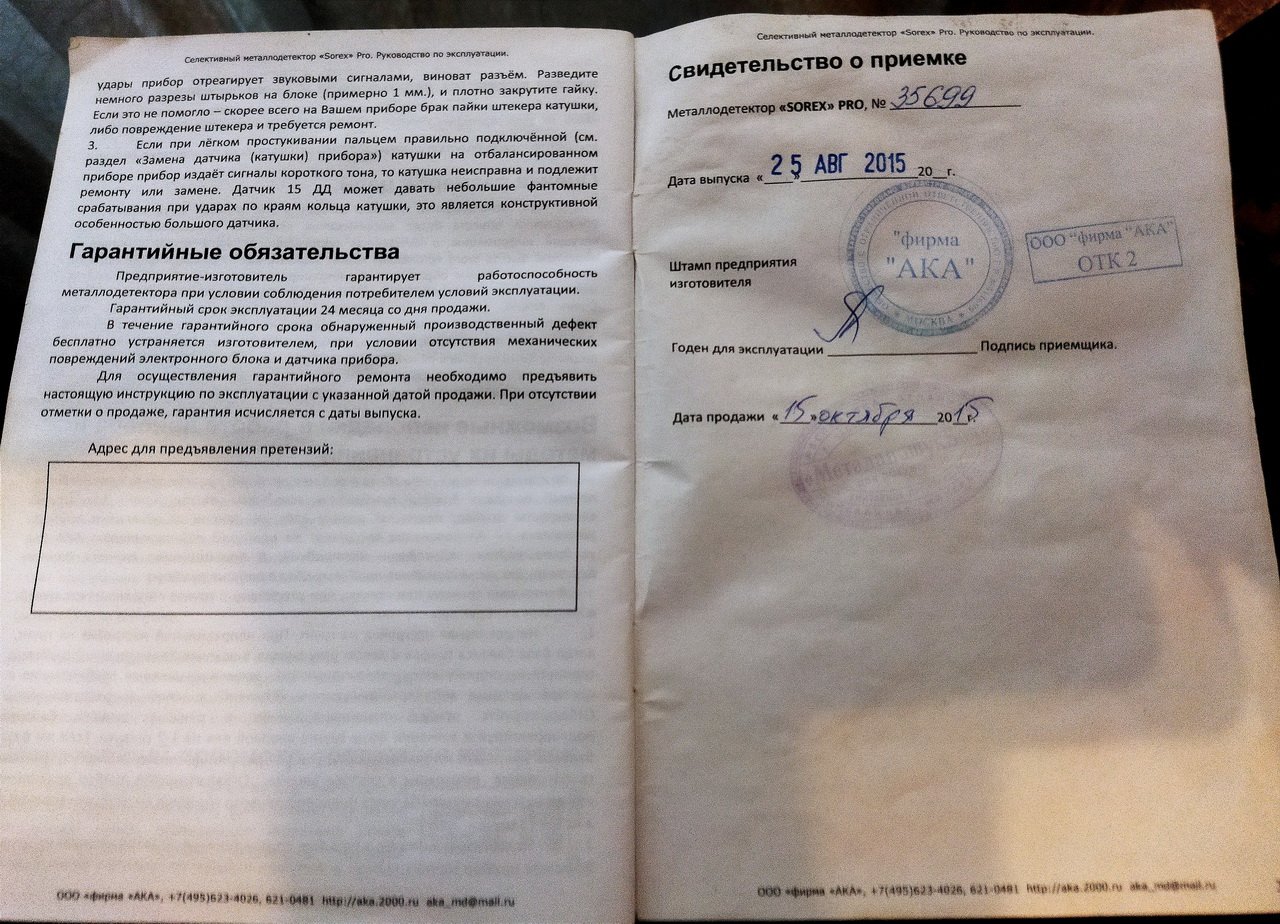 Селективный металлодетектор «Sorex» Pro. Руководство по эксплуатации.
удары прибор отреагирует звуковыми сигналами, виноват разъём. Разведите
немного разрезы штырьков на блоке (примерно 1 мм.), и плотно закрутите гайку.
Если это не помогло – скорее всего на Вашем приборе брак пайки штекера катушки,
либо повреждение штекера и требуется ремонт.
3. Если при лёгком простукивании пальцем правильно подключённой (см.
раздел «Замена датчика (катушки) прибора») катушки на отбалансированном
приборе прибор издаёт сигналы короткого тона, то катушка неисправна и подлежит
ремонту или замене. Датчик 15 ДД может давать небольшие фантомные
срабатывания при ударах по краям кольца катушки, это является конструктивной
особенностью большого датчика.
Гарантийные обязательства
Предприятие-изготовитель гарантирует работоспособность
металлодетектора при условии соблюдения потребителем условий эксплуатации.
Гарантийный срок эксплуатации 24 месяца со дня продажи.
В течение гарантийного срока обнаруженный производственный дефект
бесплатно устраняется изготовителем, при условии отсутствия механических
повреждений электронного блока и датчика прибора.
Для осуществления гарантийного ремонта необходимо предъявить
настоящую инструкцию по эксплуатации с указанной датой продажи. При отсутствии
отметки о продаже, гарантия исчисляется с даты выпуска.
Адрес для предъявления претензий:
ООО «фирма «АКА», +7(495)623-4026, 621-0481 http://aka.2000.ru aka_md@mail.ru
Селективный металлодетектор «Sorex» Pro. Руководство по эксплуатации.
Свидетельство о приемке
Металлодетектор «SOREX» PRO, № 35699
Дата выпуска «25» АВГ 2015 20__г.
"фирма
"АКА"
МОСКВА
ООО "фирма "АКА"
ОТК 2
Штамп предприятия
изготовителя
Годен для эксплуатации ____________ Подпись приемщика.
Дата продажи «15» октября 2015г.
ООО «фирма «АКА», +7(495)623-4026, 621-0481 http://aka.2000.ru aka_md@mail.ru